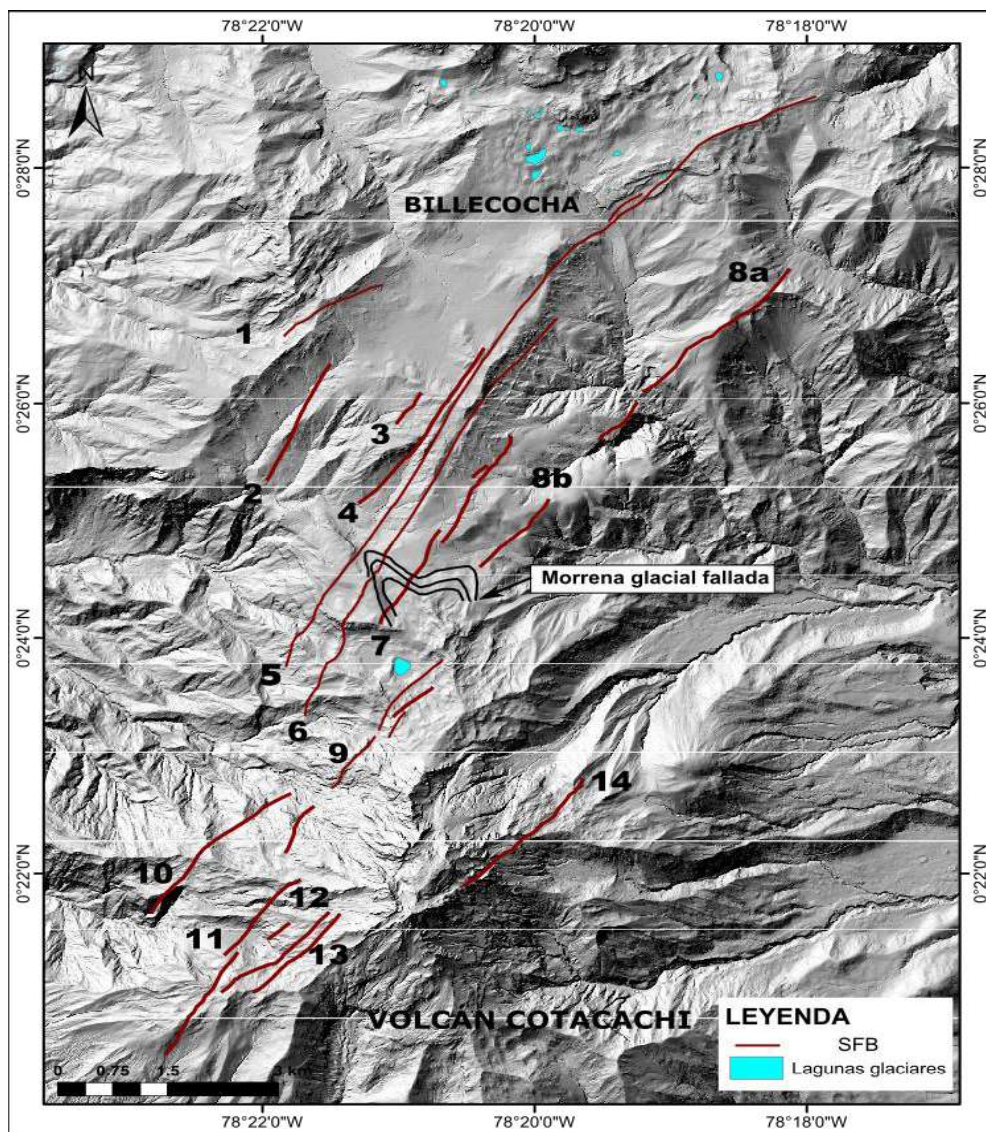 78°22'0"W 78°20'0"W 78°18'0"W
N
0°28'0"N 0°28'0"N
BILLECOCHA
8a
1
0°26'0"N 0°26'0"N
3
8b
2
4
Morrena glacial fallada
0°24'0"N 0°24'0"N
7
5
6
9
14
0°22'0"N 0°22'0"N
10
12
11
13
VOLCAN COTACACHI
LEYENDA
SFB
Lagunas glaciares
0 0.75 1.5 3 km
78°22'0"W 78°20'0"W 78°18'0"W